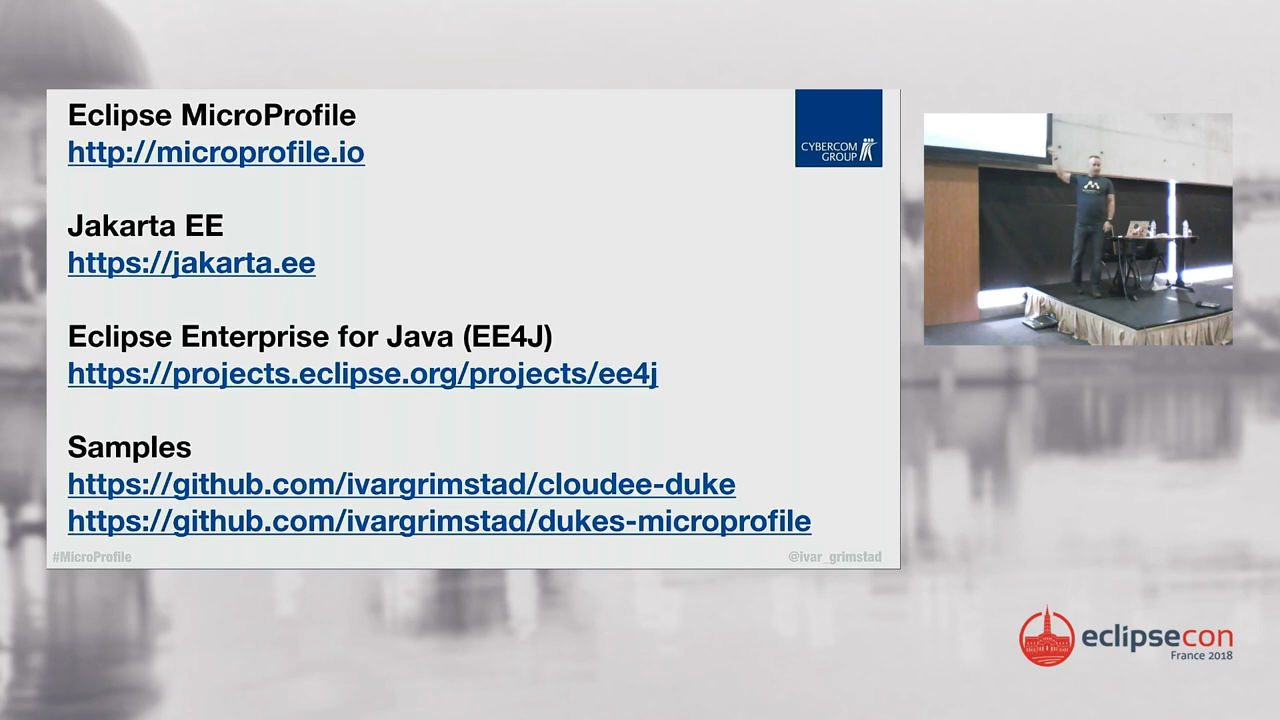 Eclipse MicroProfile
http://microprofile.io
CYBERCOM
GROUP
Jakarta EE
https://jakarta.ee
Eclipse Enterprise for Java (EE4J)
https://projects.eclipse.org/projects/ee4j
Samples
https://github.com/ivargrimstad/cloudee-duke
https://github.com/ivargrimstad/dukes-microprofile
#MicroProfile
@ivar_grimstad
eclipsecon
France 2018